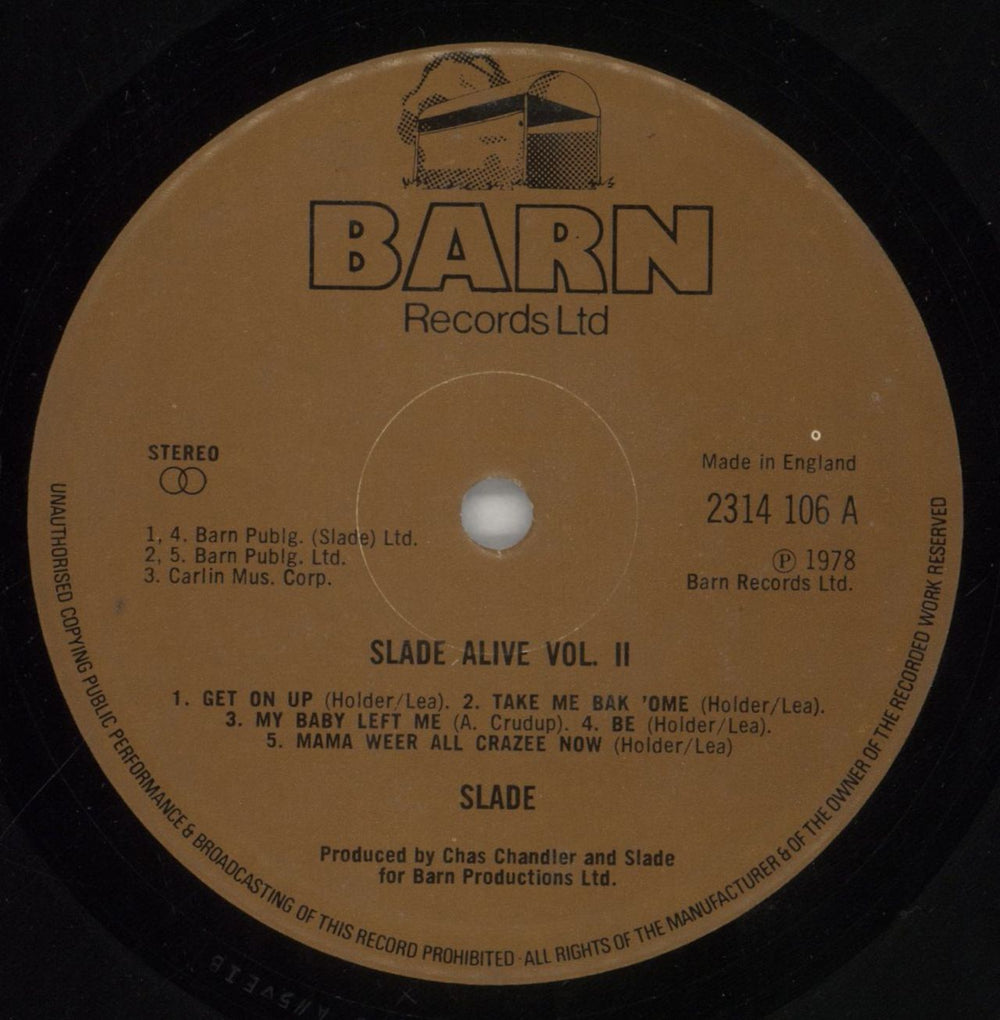 BARN
Records Ltd
STEREO
1, 4. Barn Publg. (Slade) Ltd.
2, 5. Barn Publg. Ltd.
3. Carlin Mus. Corp.
Made in England
2314 106 A
℗ 1978
Barn Records Ltd.
SLADE ALIVE VOL. II
1. GET ON UP (Holder/Lea). 2. TAKE ME BAK 'OME (Holder/Lea).
3. MY BABY LEFT ME (A. Crudup). 4. BE (Holder/Lea).
5. MAMA WEER ALL CRAZEE NOW (Holder/Lea)
SLADE
Produced by Chas Chandler and Slade
for Barn Productions Ltd.
UNAUTHORISED COPYING PUBLIC PERFORMANCE & BROADCASTING OF THIS RECORD PROHIBITED · ALL RIGHTS OF THE MANUFACTURER & OF THE OWNER OF THE RECORDED WORK RESERVED